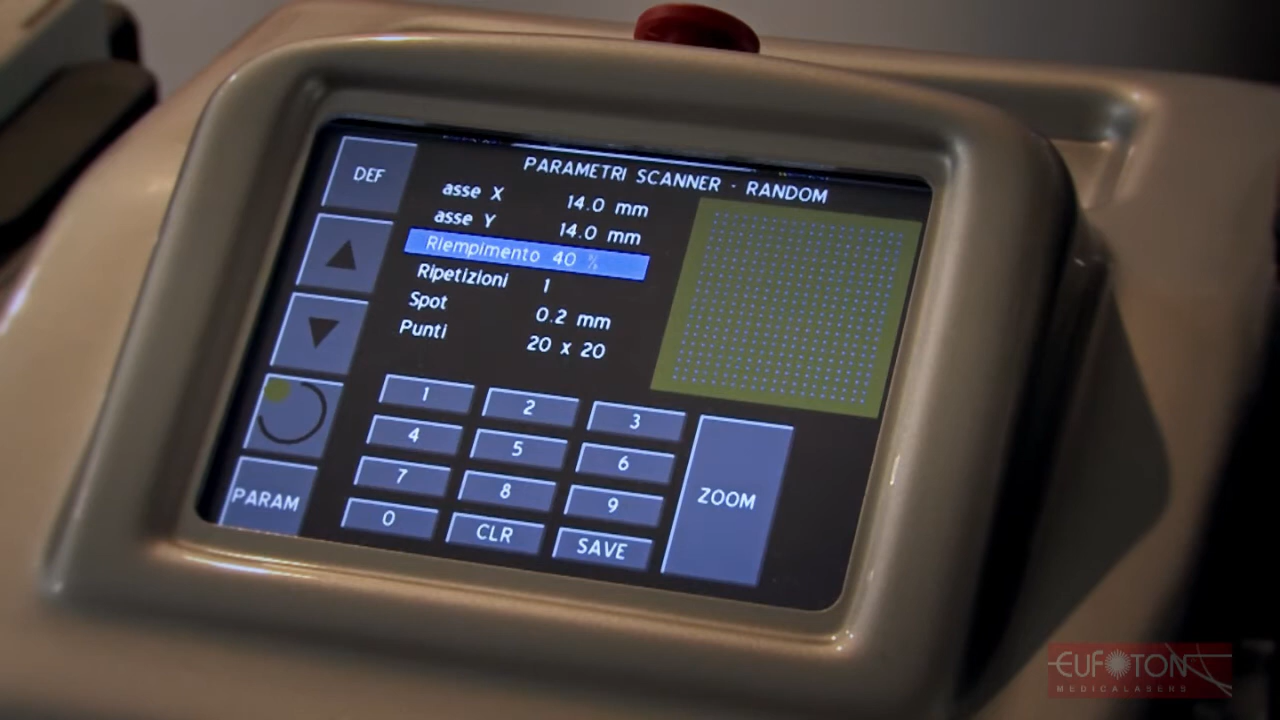 PARAMETRI SCANNER - RANDOM
DEF
asse X 14.0 mm
asse Y 14.0 mm
Riempimento 40 %
Ripetizioni 1
Spot 0.2 mm
Punti 20 x 20
1 2 3
4 5 6
7 8 9
0 CLR SAVE
ZOOM
PARAM
EUFOTON
MEDICALASERS